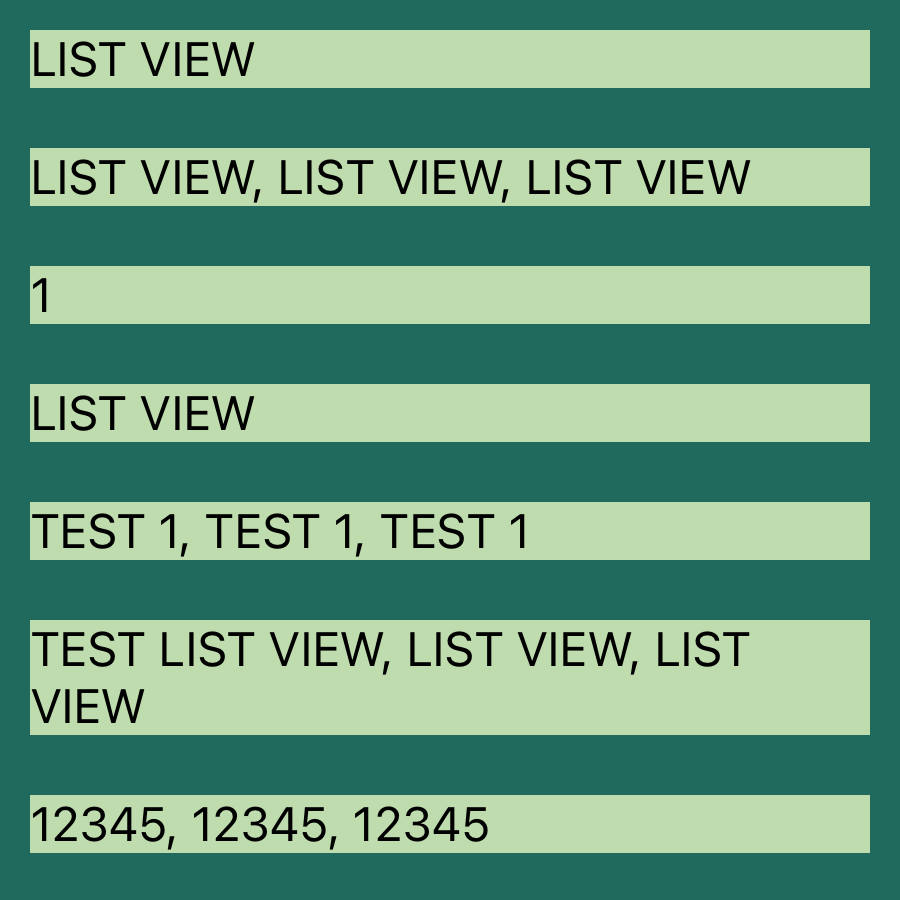 LIST VIEW
LIST VIEW, LIST VIEW, LIST VIEW
1
LIST VIEW
TEST 1, TEST 1, TEST 1
TEST LIST VIEW, LIST VIEW, LIST
VIEW
12345, 12345, 12345